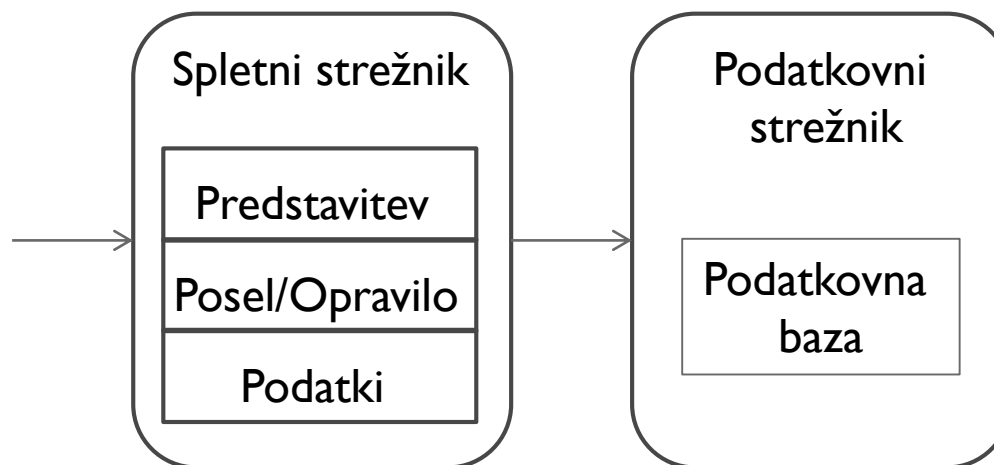 Spletni strežnik
Predstavitev
Posel/Opravilo
Podatki
Podatkovni
strežnik
Podatkovna
baza